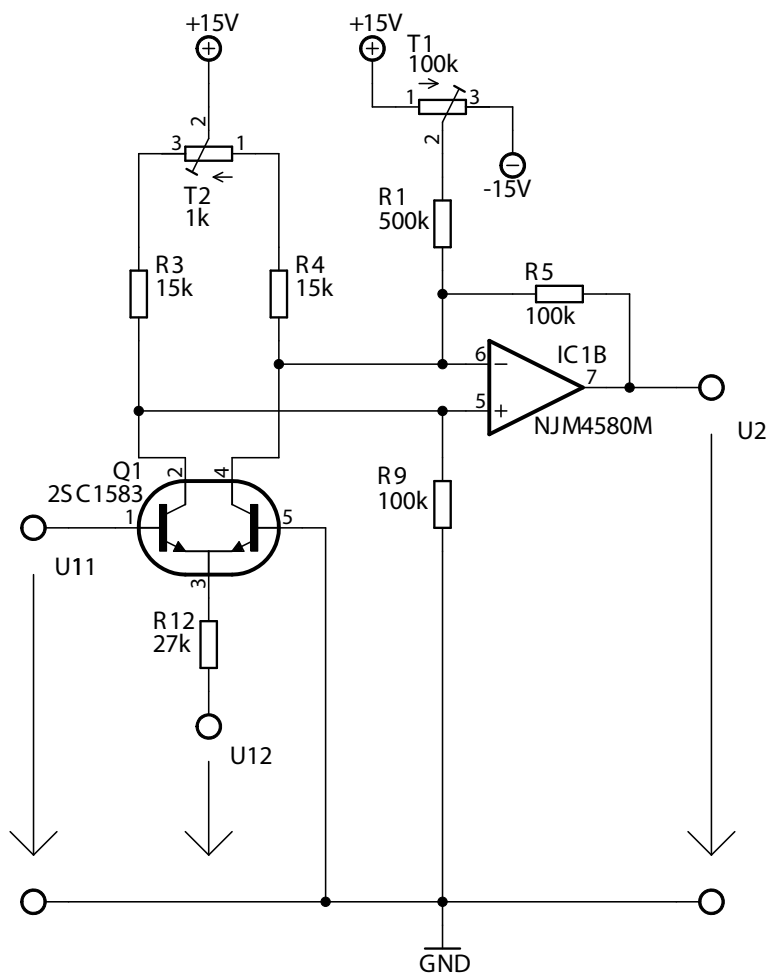 +15V
+15V
T1
100k
1
3
2
2
3
1
T2
1k
-15V
R1
500k
R3
15k
R4
15k
R5
100k
IC1B
6
−
7
5
+
NJM4580M
U2
Q1
2SC1583
2
4
1
5
3
R9
100k
U11
R12
27k
U12
GND